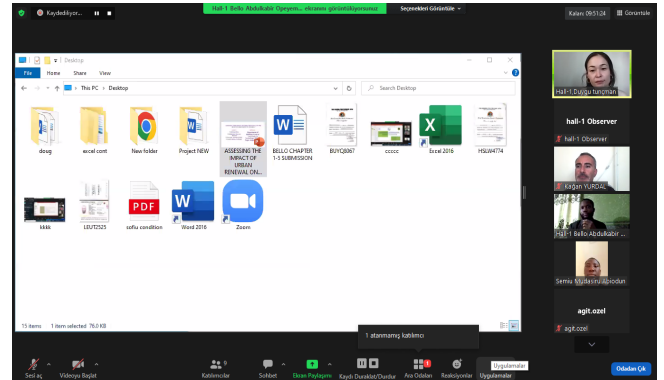 Kaydediliyor...
Hall-1 Bello Abdulkabir Opeyem... ekranını görüntülüyorsunuz
Seçenekleri Görüntüle
Kalan: 09:51:24
Görüntüle
Desktop
File Home Share View
This PC > Desktop
Search Desktop
doug
excel cont
New folder
Project NEW
ASSESSING THE IMPACT OF URBAN RENEWAL ON...
BELLO CHAPTER 1-5 SUBMISSION
BUYQ8067
ccccc
Excel 2016
HSLW4774
kkkk
LEUT2525
PDF
sofiu condition
Word 2016
Zoom
15 items 1 item selected 76.0 KB
Hall-1 Duygu tunçman
hall-1 Observer
hall-1 Observer
Kağan YURDAL
Hall-1 Bello Abdulkabir ...
Semiu Mudasiru Abiodun
agit.ozel
agit.ozel
1 atanmamış katılımcı
Uygulamalar
Sesi aç
Videoyu Başlat
9
Katılımcılar
Sohbet
Ekran Paylaşımı
Kaydı Duraklat/Durdur
1
Ara Odaları
Reaksiyonlar
Uygulamalar
Odadan Çık